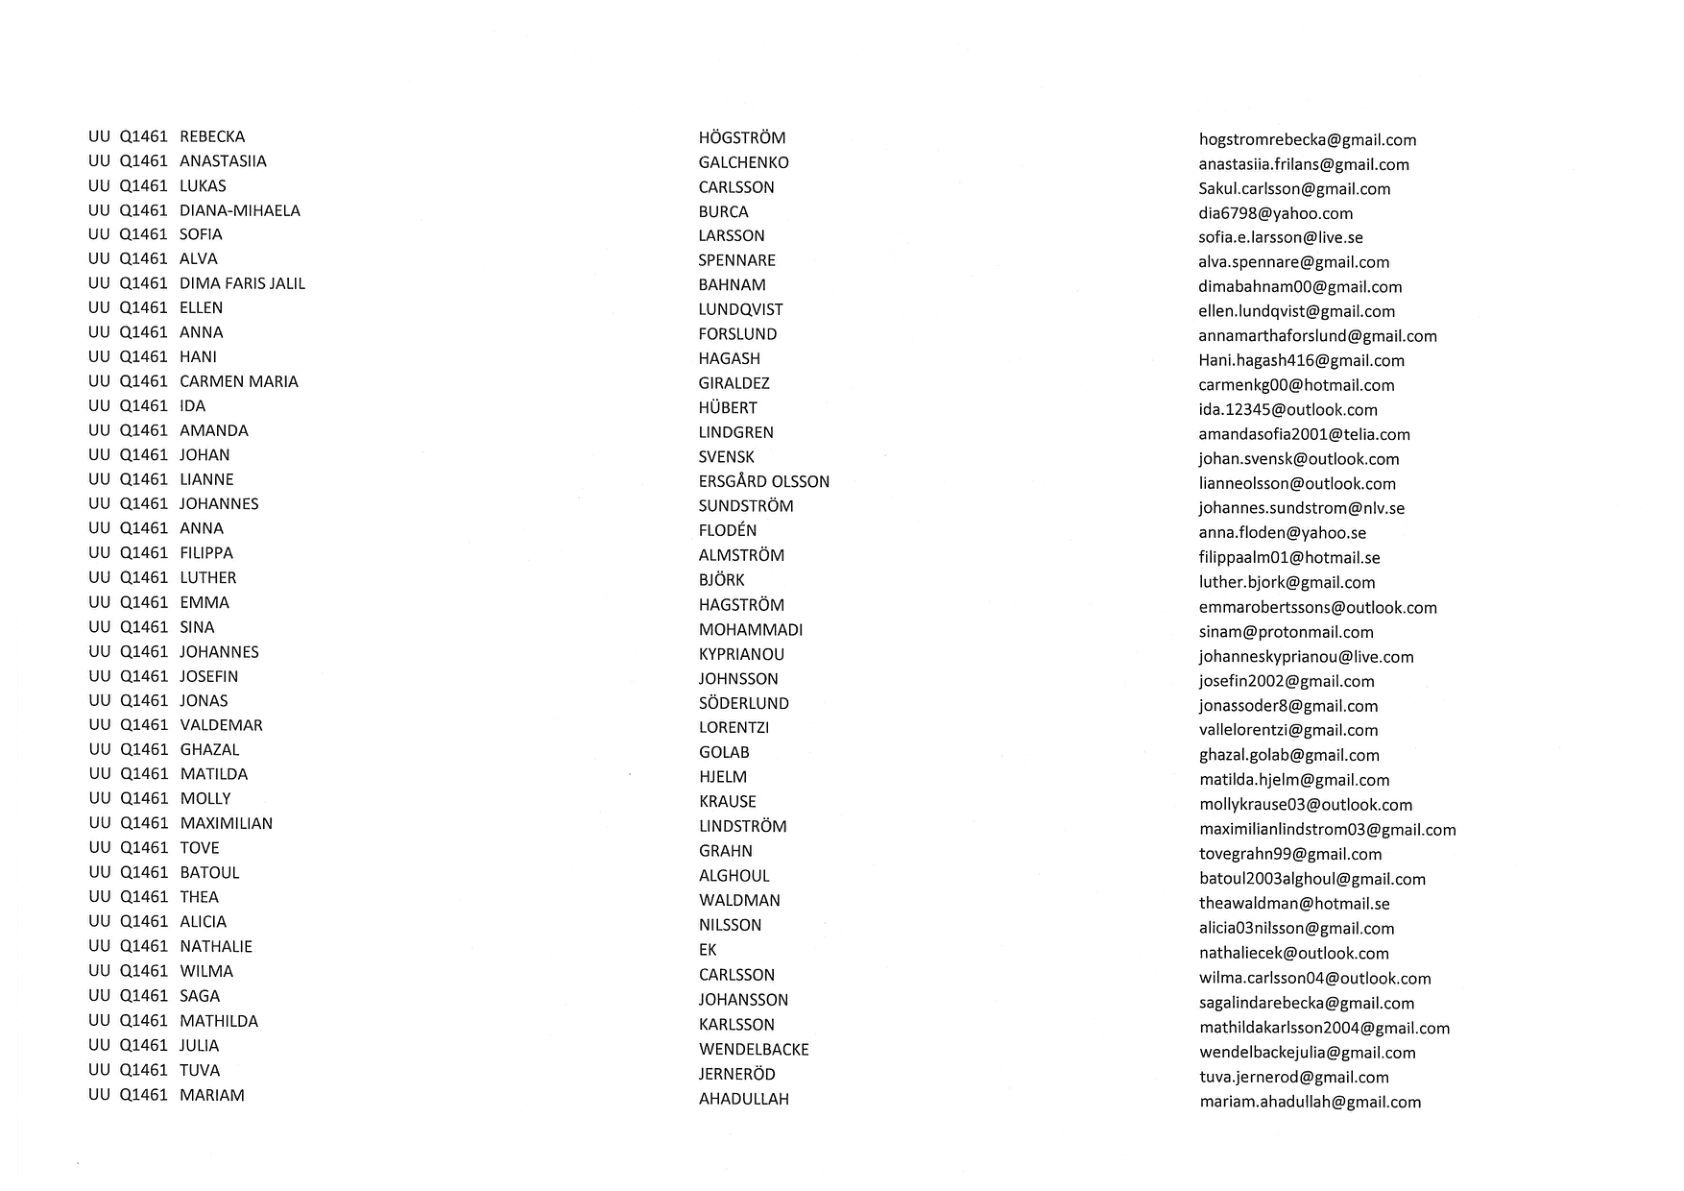 UU Q1461 REBECKA HÖGSTRÖM hogstromrebecka@gmail.com
UU Q1461 ANASTASIIA GALCHENKO anastasiia.frilans@gmail.com
UU Q1461 LUKAS CARLSSON Sakul.carlsson@gmail.com
UU Q1461 DIANA-MIHAELA BURCA dia6798@yahoo.com
UU Q1461 SOFIA LARSSON sofia.e.larsson@live.se
UU Q1461 ALVA SPENNARE alva.spennare@gmail.com
UU Q1461 DIMA FARIS JALIL BAHNAM dimabahnam00@gmail.com
UU Q1461 ELLEN LUNDQVIST ellen.lundqvist@gmail.com
UU Q1461 ANNA FORSLUND annamarthaforslund@gmail.com
UU Q1461 HANI HAGASH Hani.hagash416@gmail.com
UU Q1461 CARMEN MARIA GIRALDEZ carmenkg00@hotmail.com
UU Q1461 IDA HÜBERT ida.12345@outlook.com
UU Q1461 AMANDA LINDGREN amandasofia2001@telia.com
UU Q1461 JOHAN SVENSK johan.svensk@outlook.com
UU Q1461 LIANNE ERSGÅRD OLSSON lianneolsson@outlook.com
UU Q1461 JOHANNES SUNDSTRÖM johannes.sundstrom@nlv.se
UU Q1461 ANNA FLODÉN anna.floden@yahoo.se
UU Q1461 FILIPPA ALMSTRÖM filippaalm01@hotmail.se
UU Q1461 LUTHER BJÖRK luther.bjork@gmail.com
UU Q1461 EMMA HAGSTRÖM emmarobertssons@outlook.com
UU Q1461 SINA MOHAMMADI sinam@protonmail.com
UU Q1461 JOHANNES KYPRIANOU johanneskyprianou@live.com
UU Q1461 JOSEFIN JOHNSSON josefin2002@gmail.com
UU Q1461 JONAS SÖDERLUND jonassoder8@gmail.com
UU Q1461 VALDEMAR LORENTZI vallelorentzi@gmail.com
UU Q1461 GHAZAL GOLAB ghazal.golab@gmail.com
UU Q1461 MATILDA HJELM matilda.hjelm@gmail.com
UU Q1461 MOLLY KRAUSE mollykrause03@outlook.com
UU Q1461 MAXIMILIAN LINDSTRÖM maximilianlindstrom03@gmail.com
UU Q1461 TOVE GRAHN tovegrahn99@gmail.com
UU Q1461 BATOUL ALGHOUL batoul2003alghoul@gmail.com
UU Q1461 THEA WALDMAN theawaldman@hotmail.se
UU Q1461 ALICIA NILSSON alicia03nilsson@gmail.com
UU Q1461 NATHALIE EK nathaliecek@outlook.com
UU Q1461 WILMA CARLSSON wilma.carlsson04@outlook.com
UU Q1461 SAGA JOHANSSON sagalindarebecka@gmail.com
UU Q1461 MATHILDA KARLSSON mathildakarlsson2004@gmail.com
UU Q1461 JULIA WENDELBACKE wendelbackejulia@gmail.com
UU Q1461 TUVA JERNERÖD tuva.jernerod@gmail.com
UU Q1461 MARIAM AHADULLAH mariam.ahadullah@gmail.com